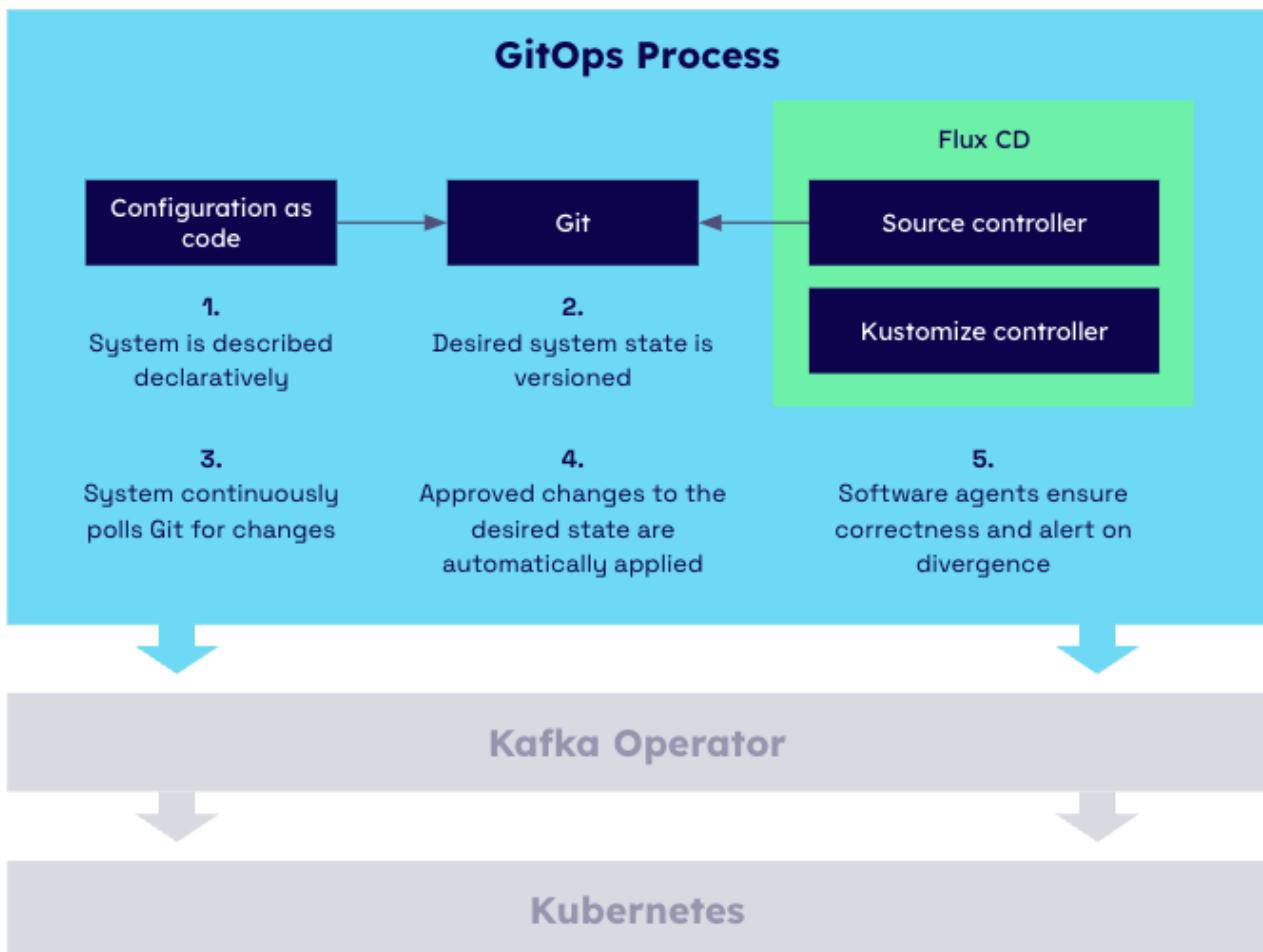 GitOps Process
Flux CD
Configuration as
code
Git
Source controller
Kustomize controller
1.
System is described
declaratively
2.
Desired system state is
versioned
3.
System continuously
polls Git for changes
4.
Approved changes to the
desired state are
automatically applied
5.
Software agents ensure
correctness and alert on
divergence
Kafka Operator
Kubernetes